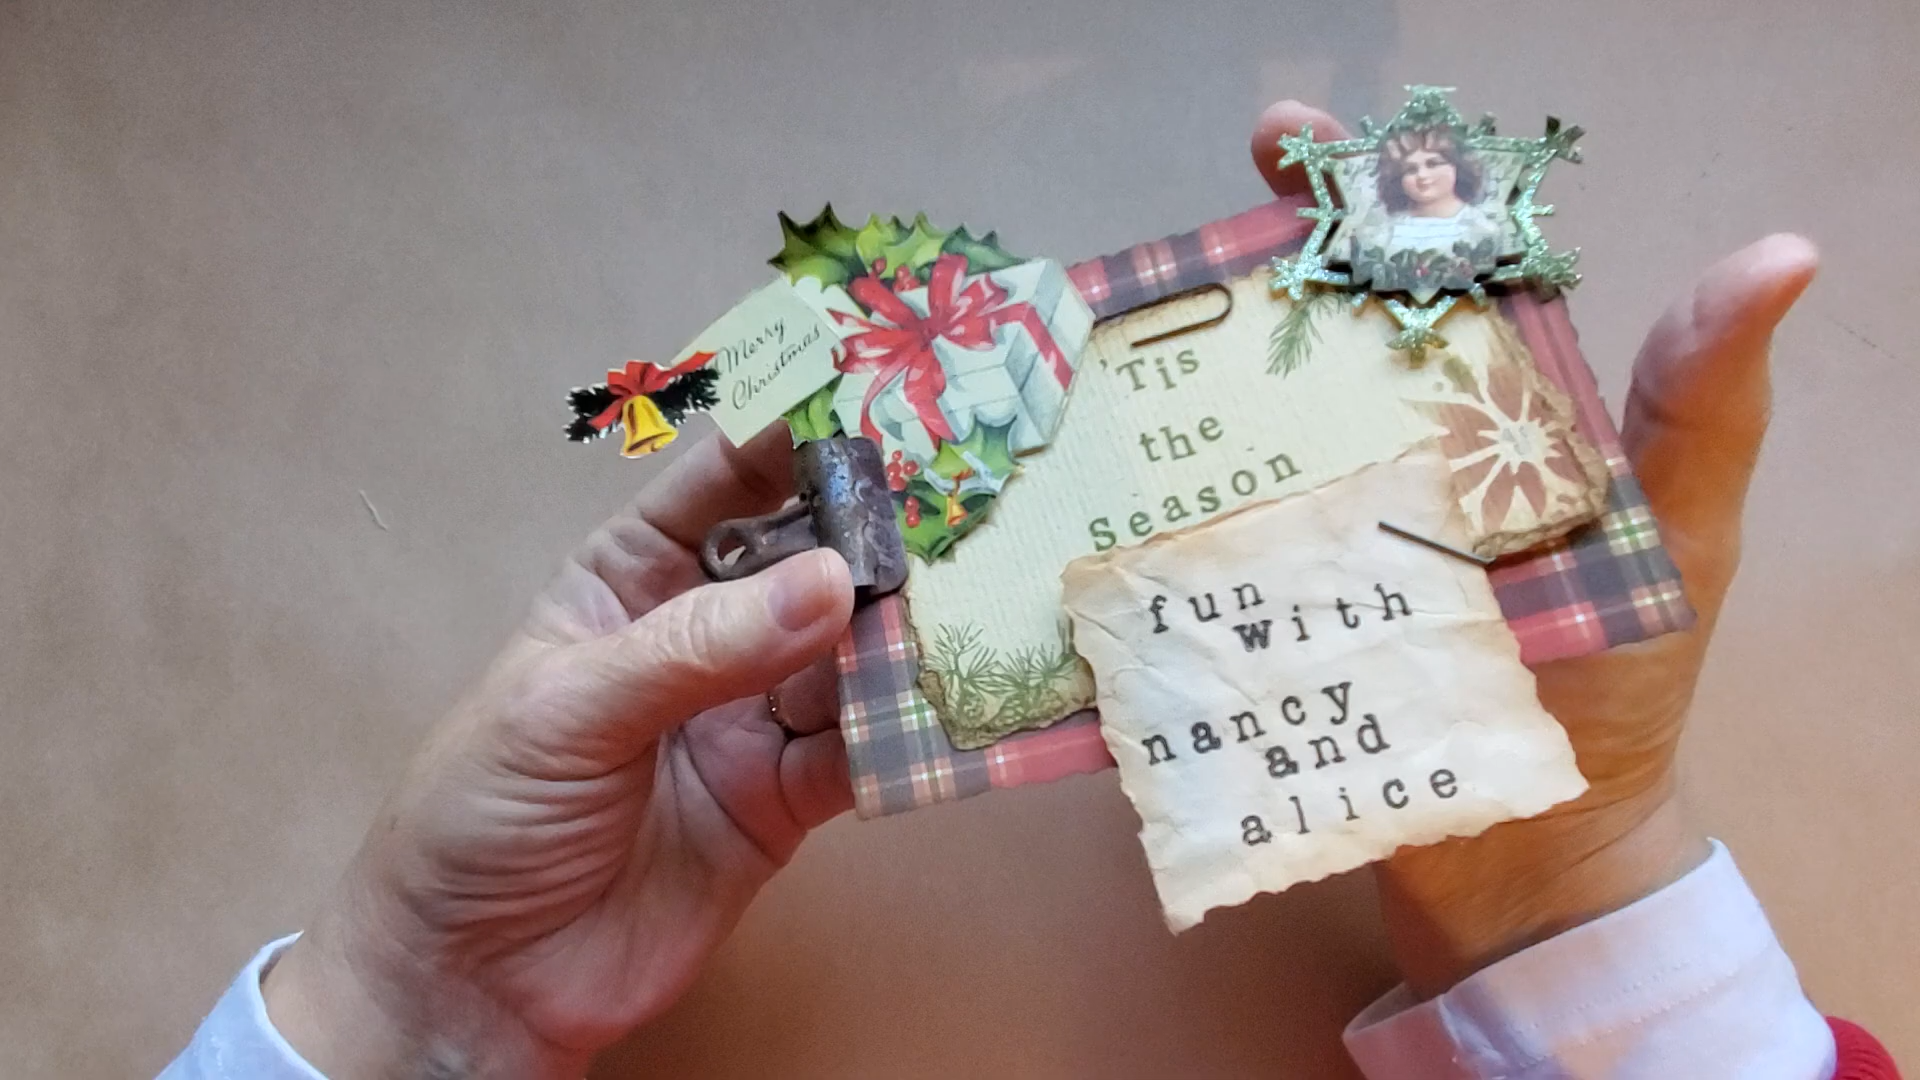 Merry
Christmas
'Tis
the
Season
fun
with
nancy
and
alice